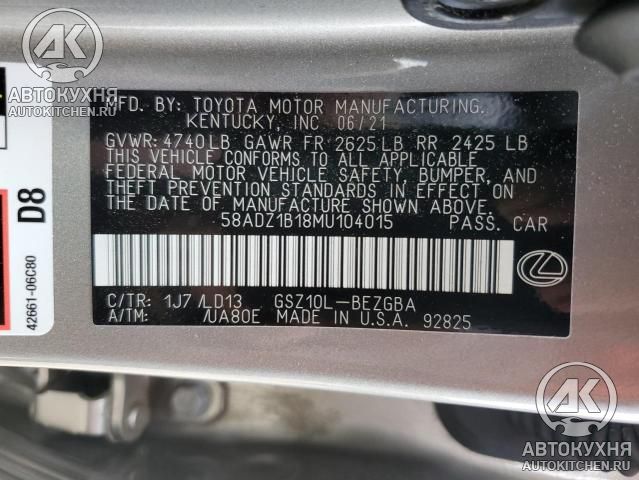 AK
АВТОКУХНЯ
AUTOKITCHEN.RU
MFD. BY: TOYOTA MOTOR MANUFACTURING.
KENTUCKY, INC 06/21
GVWR: 4740LB GAWR FR 2625LB RR 2425 LB
THIS VEHICLE CONFORMS TO ALL APPLICABLE
FEDERAL MOTOR VEHICLE SAFETY, BUMPER, AND
THEFT PREVENTION STANDARDS IN EFFECT ON
THE DATE OF MANUFACTURE SHOWN ABOVE.
58ADZ1B18MU104015 PASS. CAR
C/TR: 1J7 /LD13 GSZ10L-BEZGBA
A/TM: /UA80E MADE IN U.S.A. 92825
D8
42661-06C80
AK
АВТОКУХНЯ
AUTOKITCHEN.RU